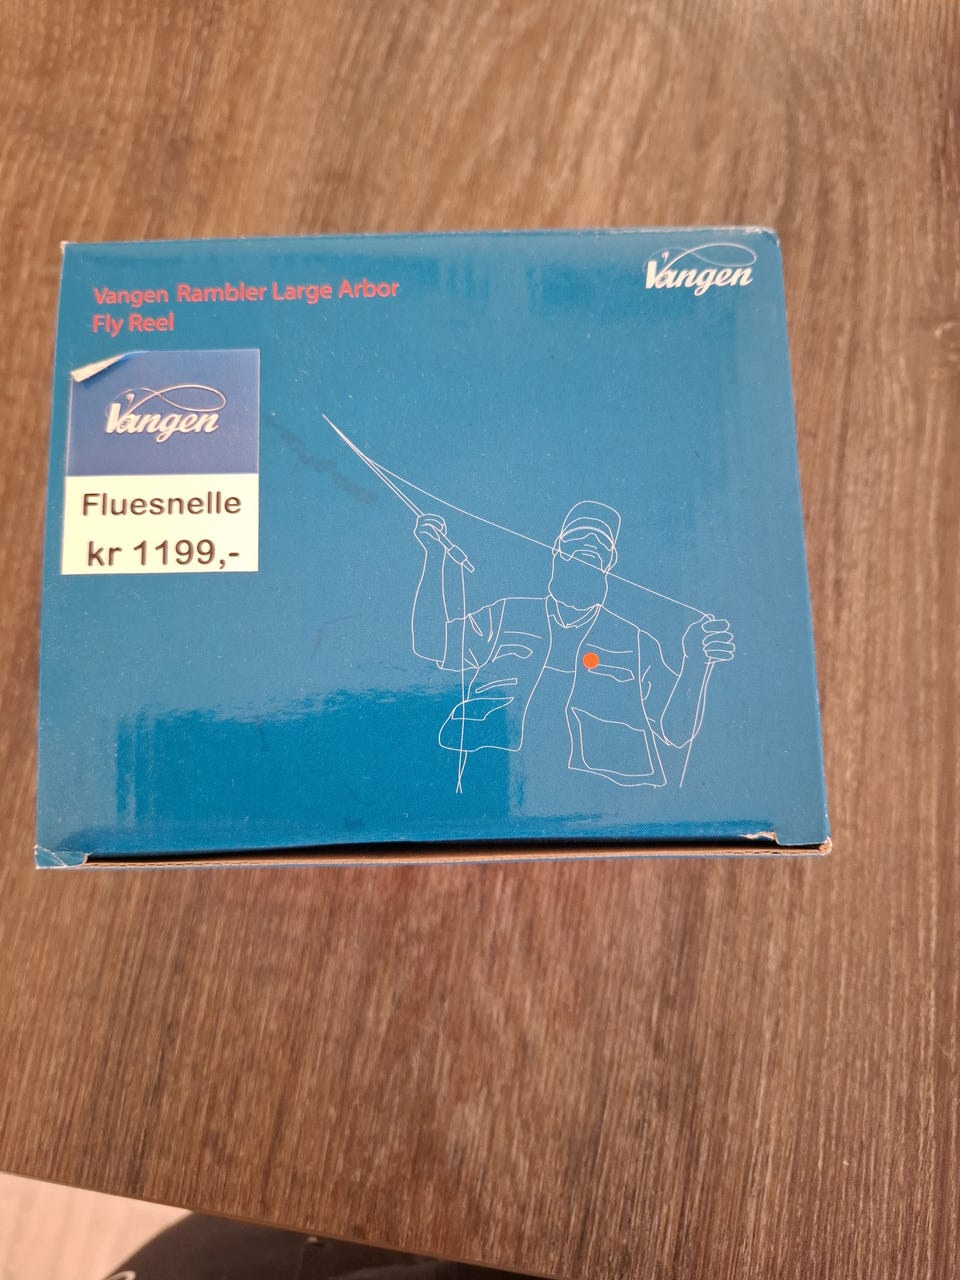 Vangen
Vangen Rambler Large Arbor
Fly Reel
Vangen
Fluesnelle
kr 1199,-